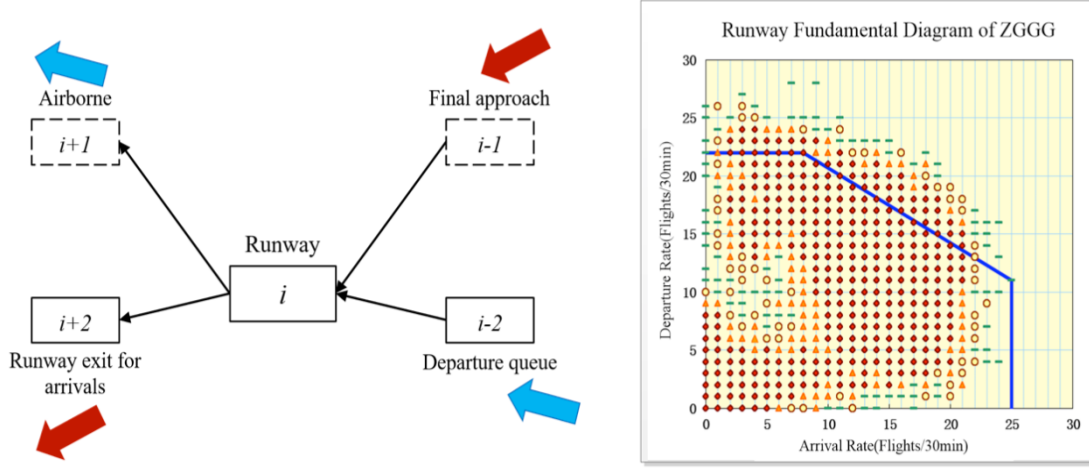 Airborne
i+1
Final approach
i-1
Runway
i
i+2
Runway exit for
arrivals
i-2
Departure queue
Runway Fundamental Diagram of ZGGG
Departure Rate(Flights/30min)
30
25
20
15
10
5
0
0 5 10 15 20 25 30
Arrival Rate(Flights/30min)